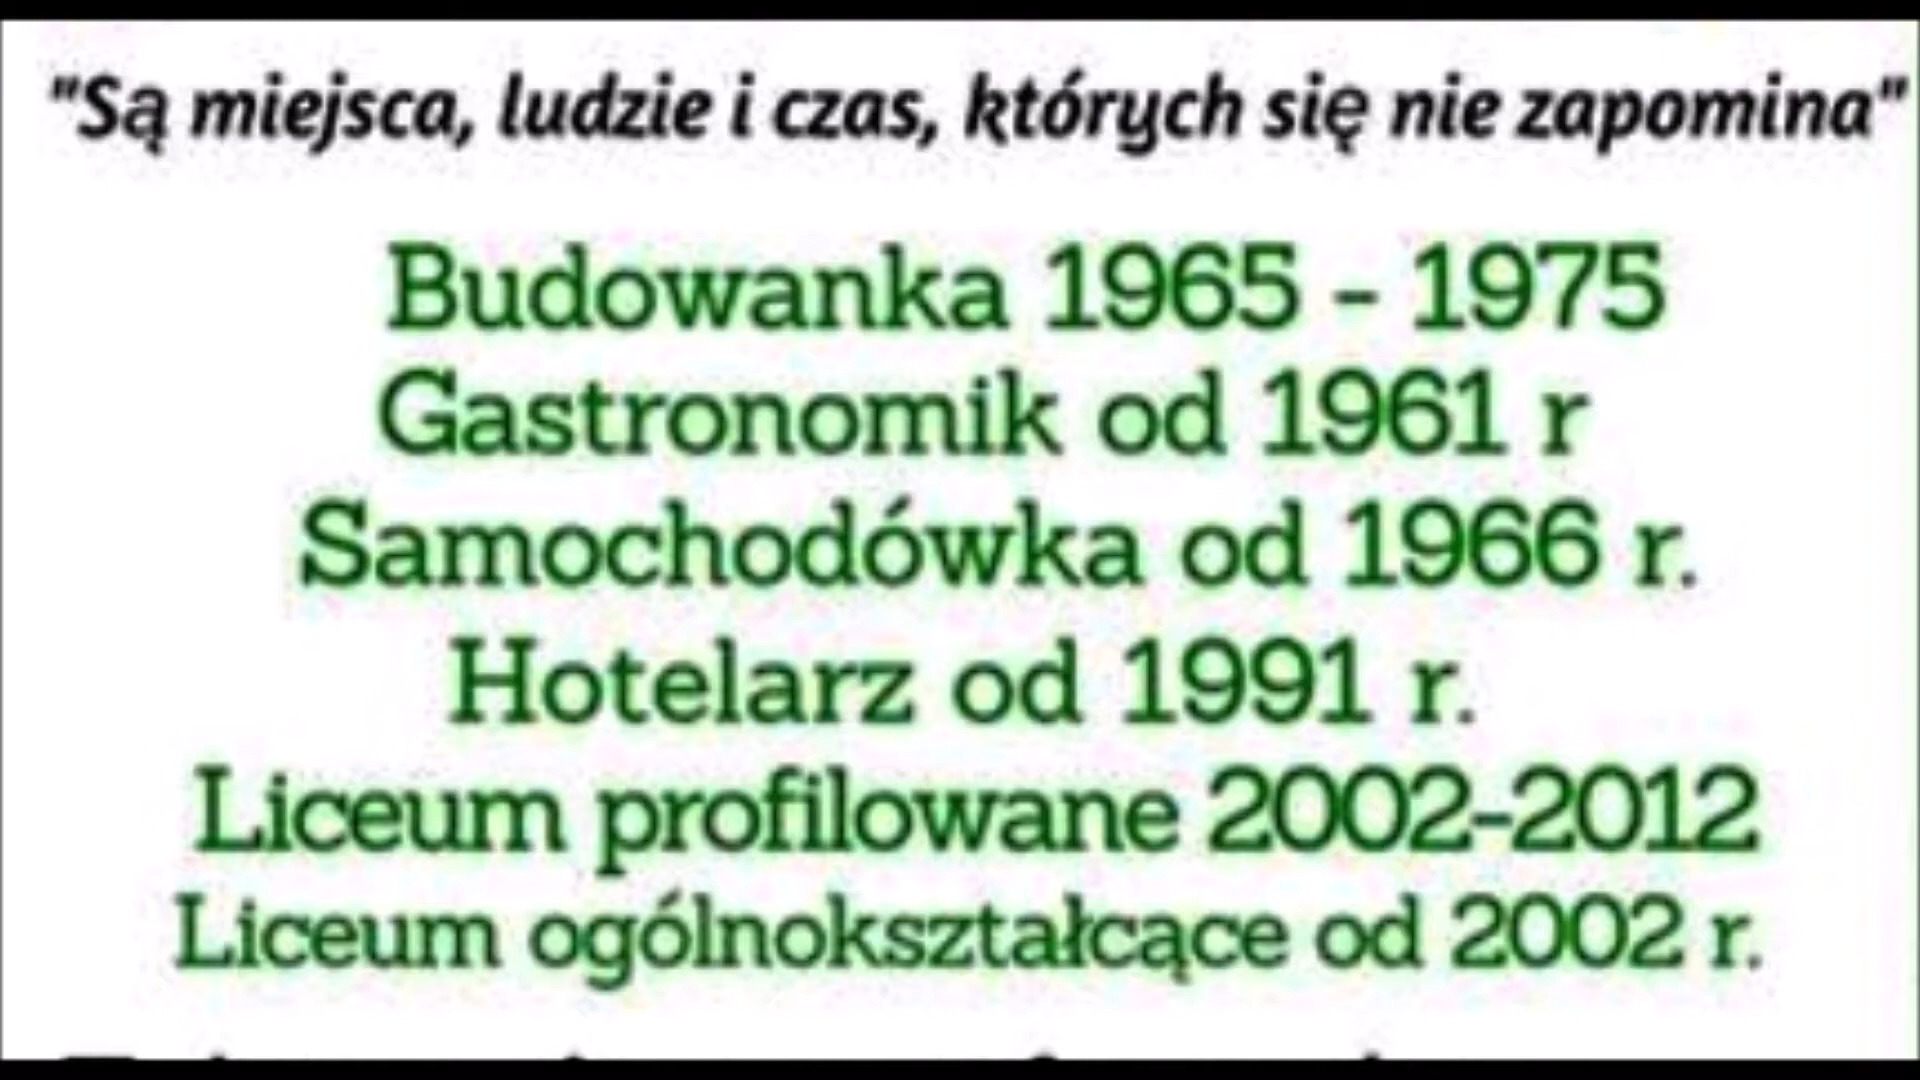 "Są miejsca, ludzie i czas, których się nie zapomina"
Budowanka 1965 - 1975
Gastronomik od 1961 r
Samochodówka od 1966 r.
Hotelarz od 1991 r.
Liceum profilowane 2002-2012
Liceum ogólnokształcące od 2002 r.